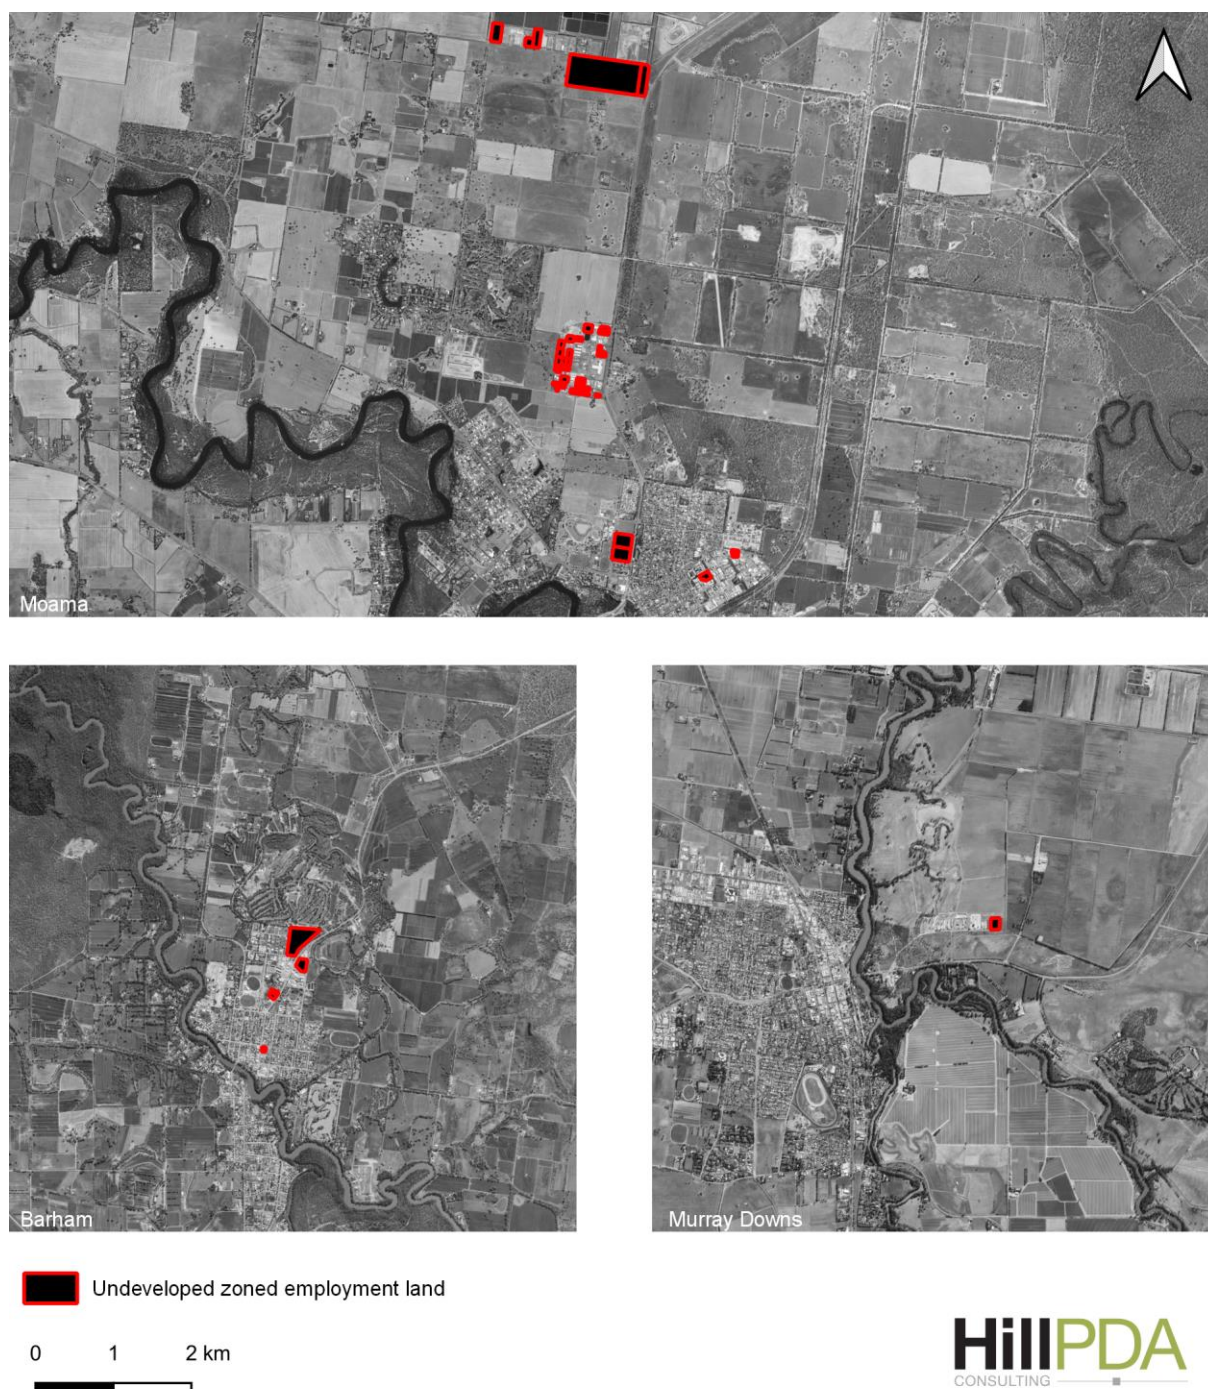 Moama
Barham
Murray Downs
Undeveloped zoned employment land
0 1 2 km
HillPDA
CONSULTING